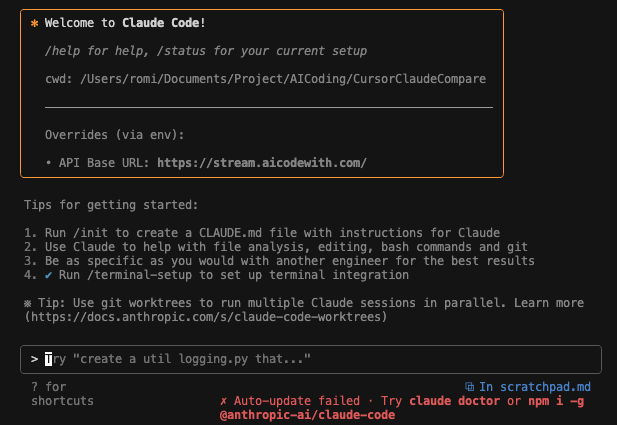 ✱ Welcome to Claude Code!
/help for help, /status for your current setup
cwd: /Users/romi/Documents/Project/AICoding/CursorClaudeCompare
Overrides (via env):
• API Base URL: https://stream.aicodewith.com/
Tips for getting started:
1. Run /init to create a CLAUDE.md file with instructions for Claude
2. Use Claude to help with file analysis, editing, bash commands and git
3. Be as specific as you would with another engineer for the best results
4. ✔ Run /terminal-setup to set up terminal integration
※ Tip: Use git worktrees to run multiple Claude sessions in parallel. Learn more
(https://docs.anthropic.com/s/claude-code-worktrees)
> Try "create a util logging.py that..."
? for
shortcuts
⧉ In scratchpad.md
✗ Auto-update failed · Try claude doctor or npm i -g
@anthropic-ai/claude-code